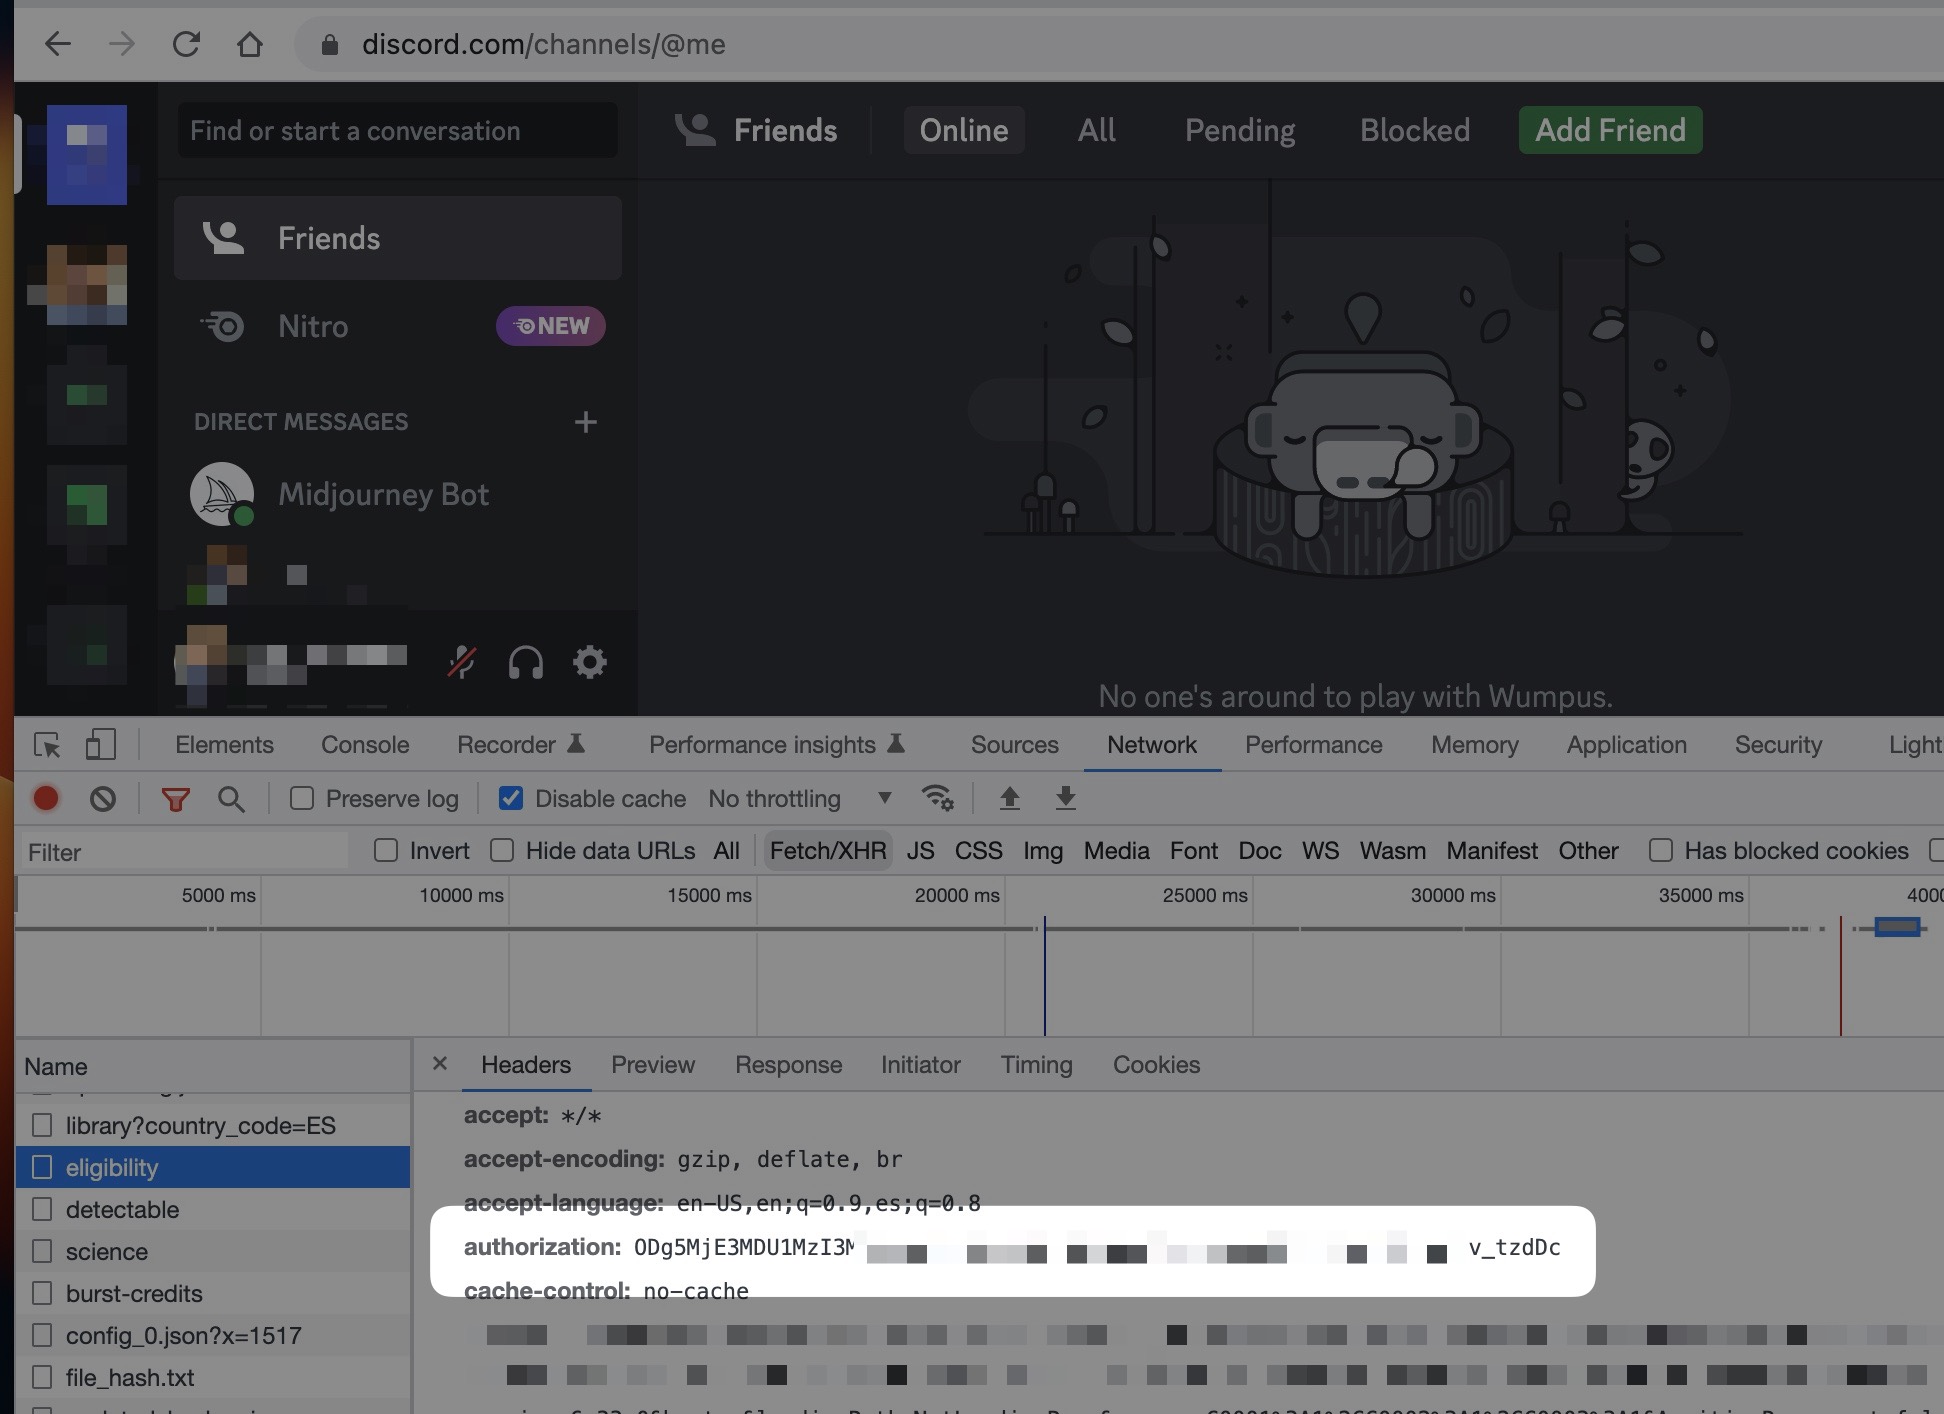 discord.com/channels/@me
Find or start a conversation
Friends
Online
All
Pending
Blocked
Add Friend
Friends
Nitro
NEW
DIRECT MESSAGES
Midjourney Bot
No one's around to play with Wumpus.
Elements Console Recorder Performance insights Sources Network Performance Memory Application Security Light
Preserve log Disable cache No throttling
Filter Invert Hide data URLs All Fetch/XHR JS CSS Img Media Font Doc WS Wasm Manifest Other Has blocked cookies
5000 ms 10000 ms 15000 ms 20000 ms 25000 ms 30000 ms 35000 ms 4000
Name
library?country_code=ES
eligibility
detectable
science
burst-credits
config_0.json?x=1517
file_hash.txt
Headers Preview Response Initiator Timing Cookies
accept: */*
accept-encoding: gzip, deflate, br
accept-language: en-US,en;q=0.9,es;q=0.8
authorization: ODg5MjE3MDU1MzI3M v_tzdDc
cache-control: no-cache